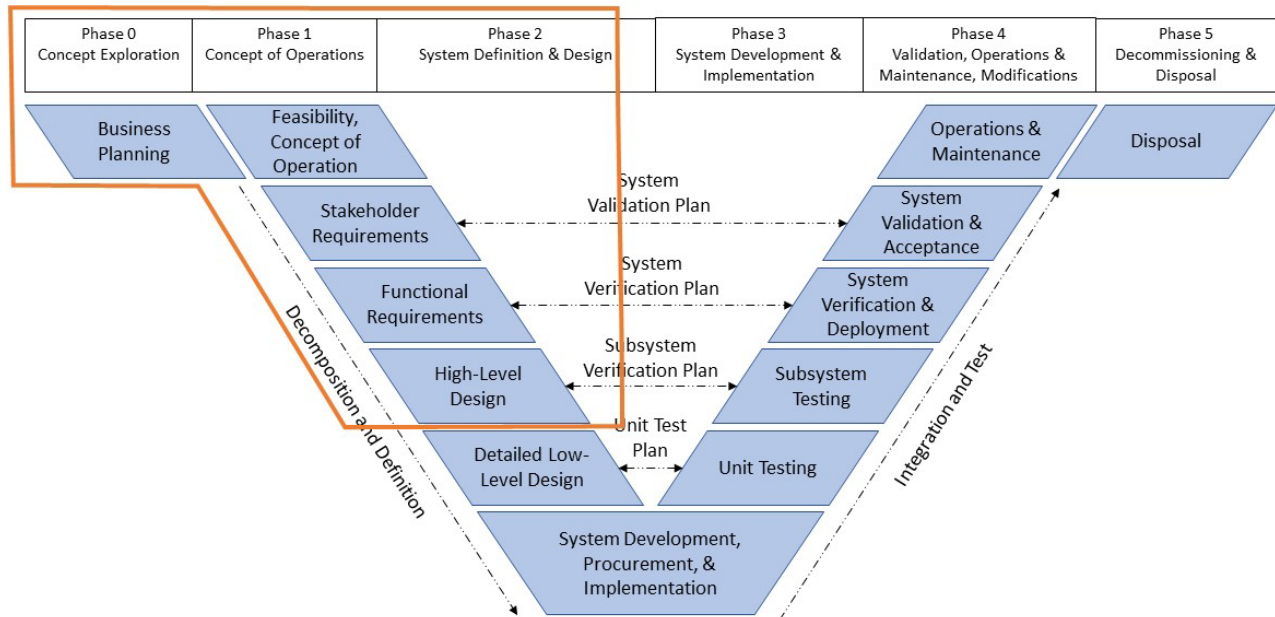 Phase 0
Concept Exploration
Phase 1
Concept of Operations
Phase 2
System Definition & Design
Phase 3
System Development &
Implementation
Phase 4
Validation, Operations &
Maintenance, Modifications
Phase 5
Decommissioning &
Disposal
Business
Planning
Feasibility,
Concept of
Operation
Operations &
Maintenance
Disposal
Stakeholder
Requirements
System
Validation Plan
System
Validation &
Acceptance
Functional
Requirements
System
Verification Plan
System
Verification &
Deployment
High-Level
Design
Subsystem
Verification Plan
Subsystem
Testing
Detailed Low-
Level Design
Unit Test
Plan
Unit Testing
System Development,
Procurement, &
Implementation
Decomposition and Definition
Integration and Test